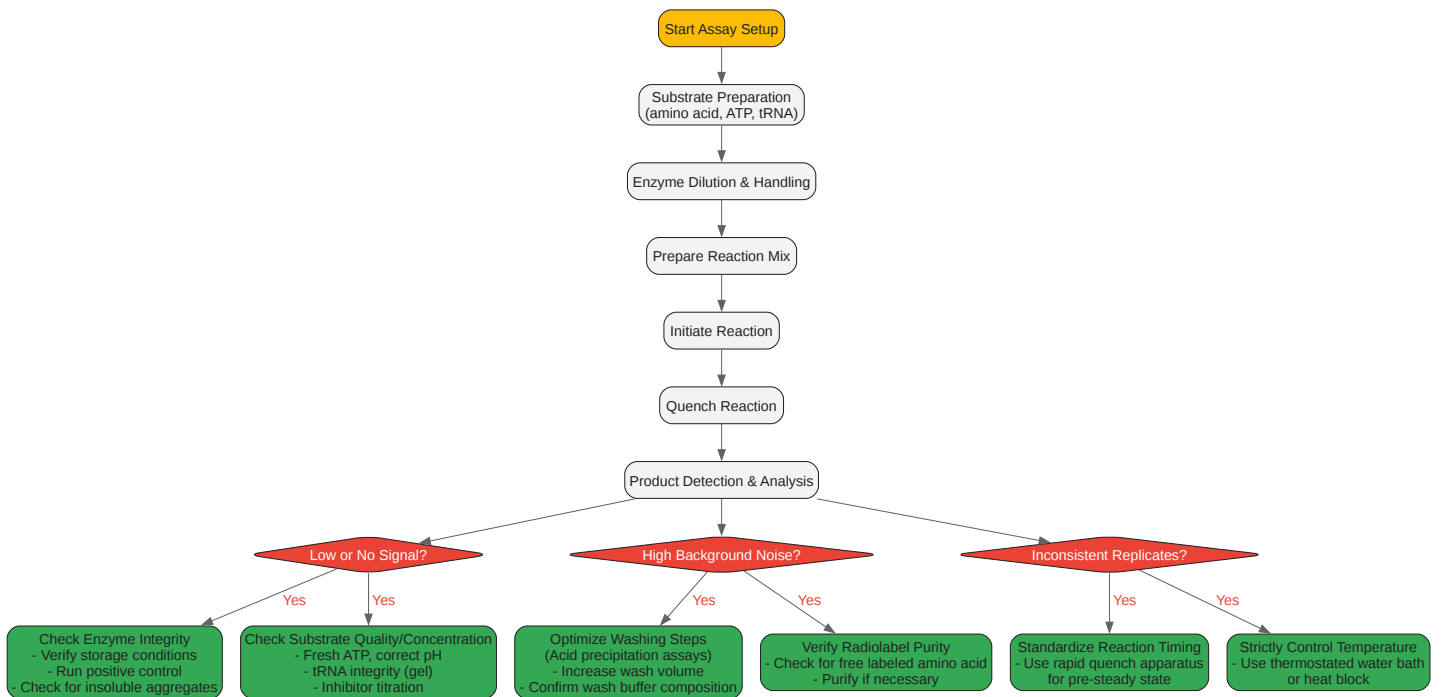 Start Assay Setup
Substrate Preparation
(amino acid, ATP, tRNA)
Enzyme Dilution & Handling
Prepare Reaction Mix
Initiate Reaction
Quench Reaction
Product Detection & Analysis
Low or No Signal?
High Background Noise?
Inconsistent Replicates?
Yes
Yes
Yes
Yes
Yes
Yes
Check Enzyme Integrity
- Verify storage conditions
- Run positive control
- Check for insoluble aggregates
Check Substrate Quality/Concentration
- Fresh ATP, correct pH
- tRNA integrity (gel)
- Inhibitor titration
Optimize Washing Steps
(Acid precipitation assays)
- Increase wash volume
- Confirm wash buffer composition
Verify Radiolabel Purity
- Check for free labeled amino acid
- Purify if necessary
Standardize Reaction Timing
- Use rapid quench apparatus
for pre-steady state
Strictly Control Temperature
- Use thermostated water bath
or heat block